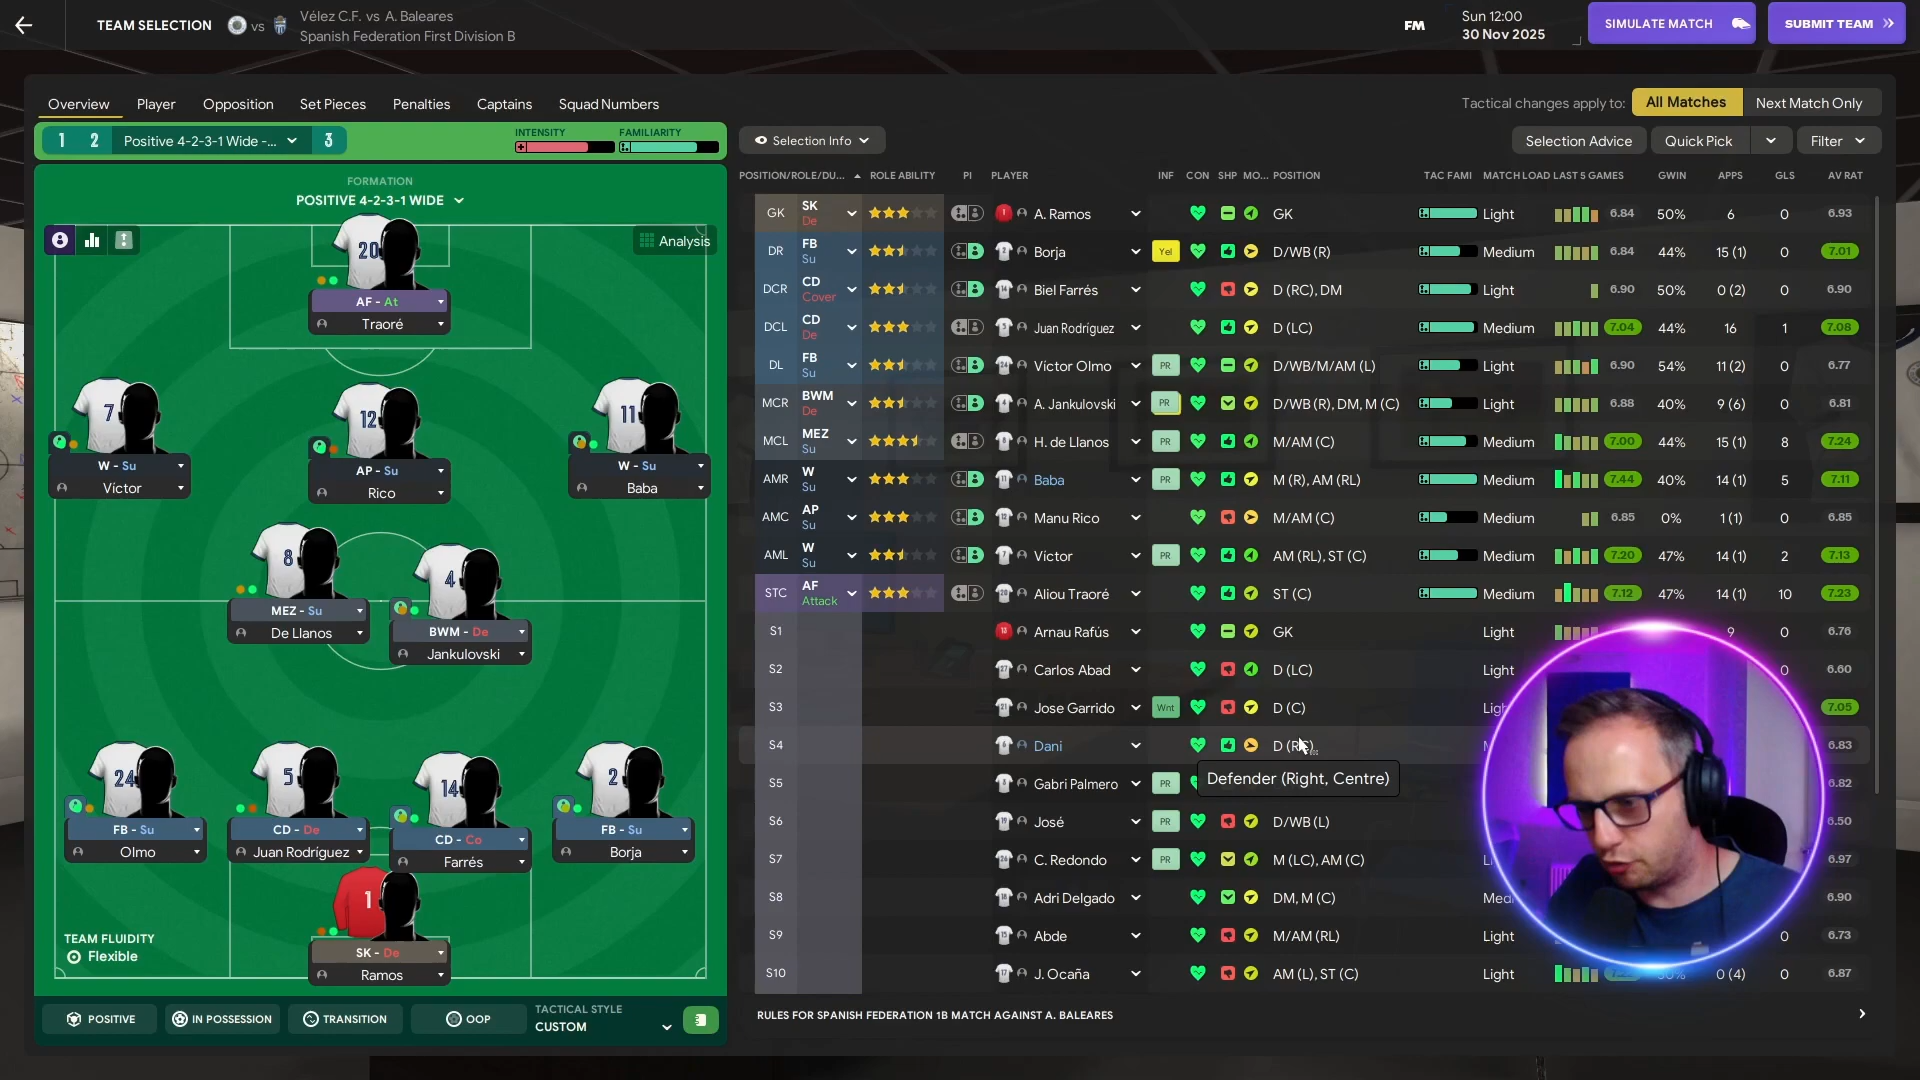 TEAM SELECTION
vs
Vélez C.F. vs A. Baleares
Spanish Federation First Division B
FM
Sun 12:00
30 Nov 2025
SIMULATE MATCH
SUBMIT TEAM
Overview Player Opposition Set Pieces Penalties Captains Squad Numbers
Tactical changes apply to: All Matches Next Match Only
1 2 Positive 4-2-3-1 Wide -... 3
INTENSITY FAMILIARITY
Selection Info
Selection Advice Quick Pick Filter
FORMATION
POSITIVE 4-2-3-1 WIDE
Analysis
20
AF - At
Traoré
7
W - Su
Víctor
12
AP - Su
Rico
11
W - Su
Baba
8
MEZ - Su
De Llanos
4
BWM - De
Jankulovski
24
FB - Su
Olmo
5
CD - De
Juan Rodríguez
14
CD - Co
Farrés
2
FB - Su
Borja
1
SK - De
Ramos
TEAM FLUIDITY
Flexible
POSITIVE IN POSSESSION TRANSITION OOP
TACTICAL STYLE
CUSTOM
POSITION/ROLE/DU... ROLE ABILITY PI PLAYER INF CON SHP MO... POSITION TAC FAMI MATCH LOAD LAST 5 GAMES GWIN APPS GLS AV RAT
GK SK De A. Ramos GK Light 6.84 50% 6 0 6.93
DR FB Su Borja Yel D/WB (R) Medium 6.84 44% 15 (1) 0 7.01
DCR CD Cover Biel Farrés D (RC), DM Light 6.90 50% 0 (2) 0 6.90
DCL CD De Juan Rodríguez D (LC) Medium 7.04 44% 16 1 7.08
DL FB Su Víctor Olmo PR D/WB/M/AM (L) Light 6.90 54% 11 (2) 0 6.77
MCR BWM De A. Jankulovski PR D/WB (R), DM, M (C) Light 6.88 40% 9 (6) 0 6.81
MCL MEZ Su H. de Llanos PR M/AM (C) Medium 7.00 44% 15 (1) 8 7.24
AMR W Su Baba PR M (R), AM (RL) Medium 7.44 40% 14 (1) 5 7.11
AMC AP Su Manu Rico M/AM (C) Medium 6.85 0% 1 (1) 0 6.85
AML W Su Víctor PR AM (RL), ST (C) Medium 7.20 47% 14 (1) 2 7.13
STC AF Attack Aliou Traoré ST (C) Medium 7.12 47% 14 (1) 10 7.23
S1 Arnau Rafús GK Light 9 0 6.76
S2 Carlos Abad D (LC) Light 0 6.60
S3 Jose Garrido Wnt D (C) 0 7.05
S4 Dani 0 6.83
Defender (Right, Centre)
S5 Gabri Palmero PR 6.82
S6 José PR D/WB (L) 6.50
S7 C. Redondo PR M (LC), AM (C) 6.97
S8 Adri Delgado DM, M (C) 6.90
S9 Abde M/AM (RL) Light 0 6.73
S10 J. Ocaña AM (L), ST (C) Light 0 (4) 0 6.87
RULES FOR SPANISH FEDERATION 1B MATCH AGAINST A. BALEARES